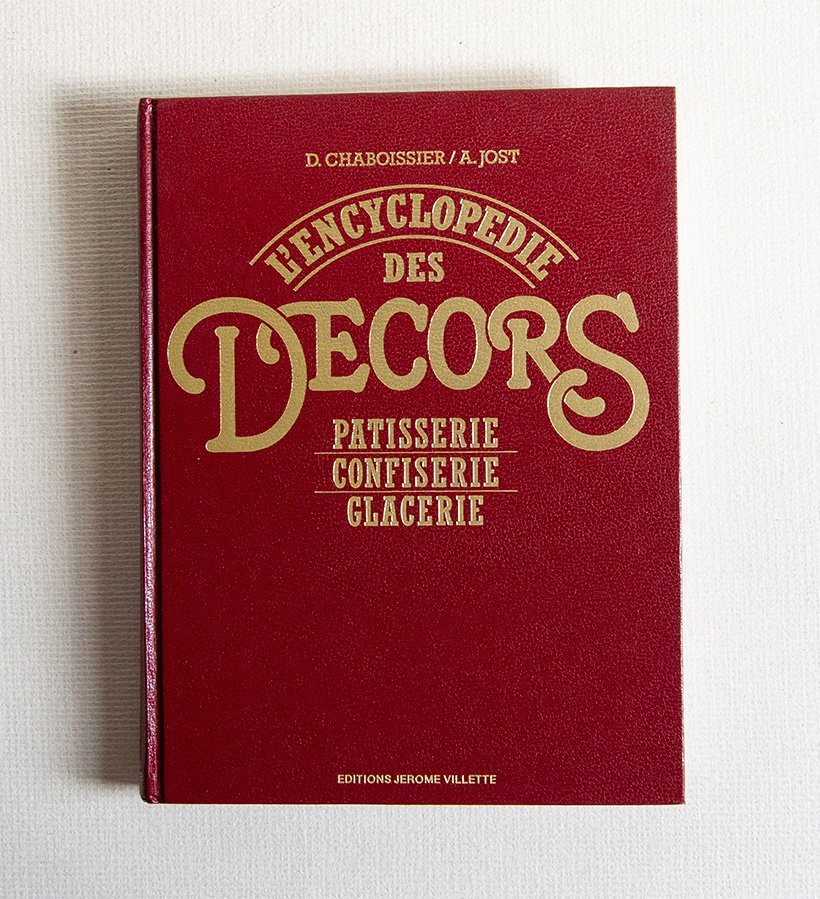 D. CHABOISSIER / A. JOST
L'ENCYCLOPEDIE
DES
DECORS
PATISSERIE
CONFISERIE
GLACERIE
EDITIONS JEROME VILLETTE